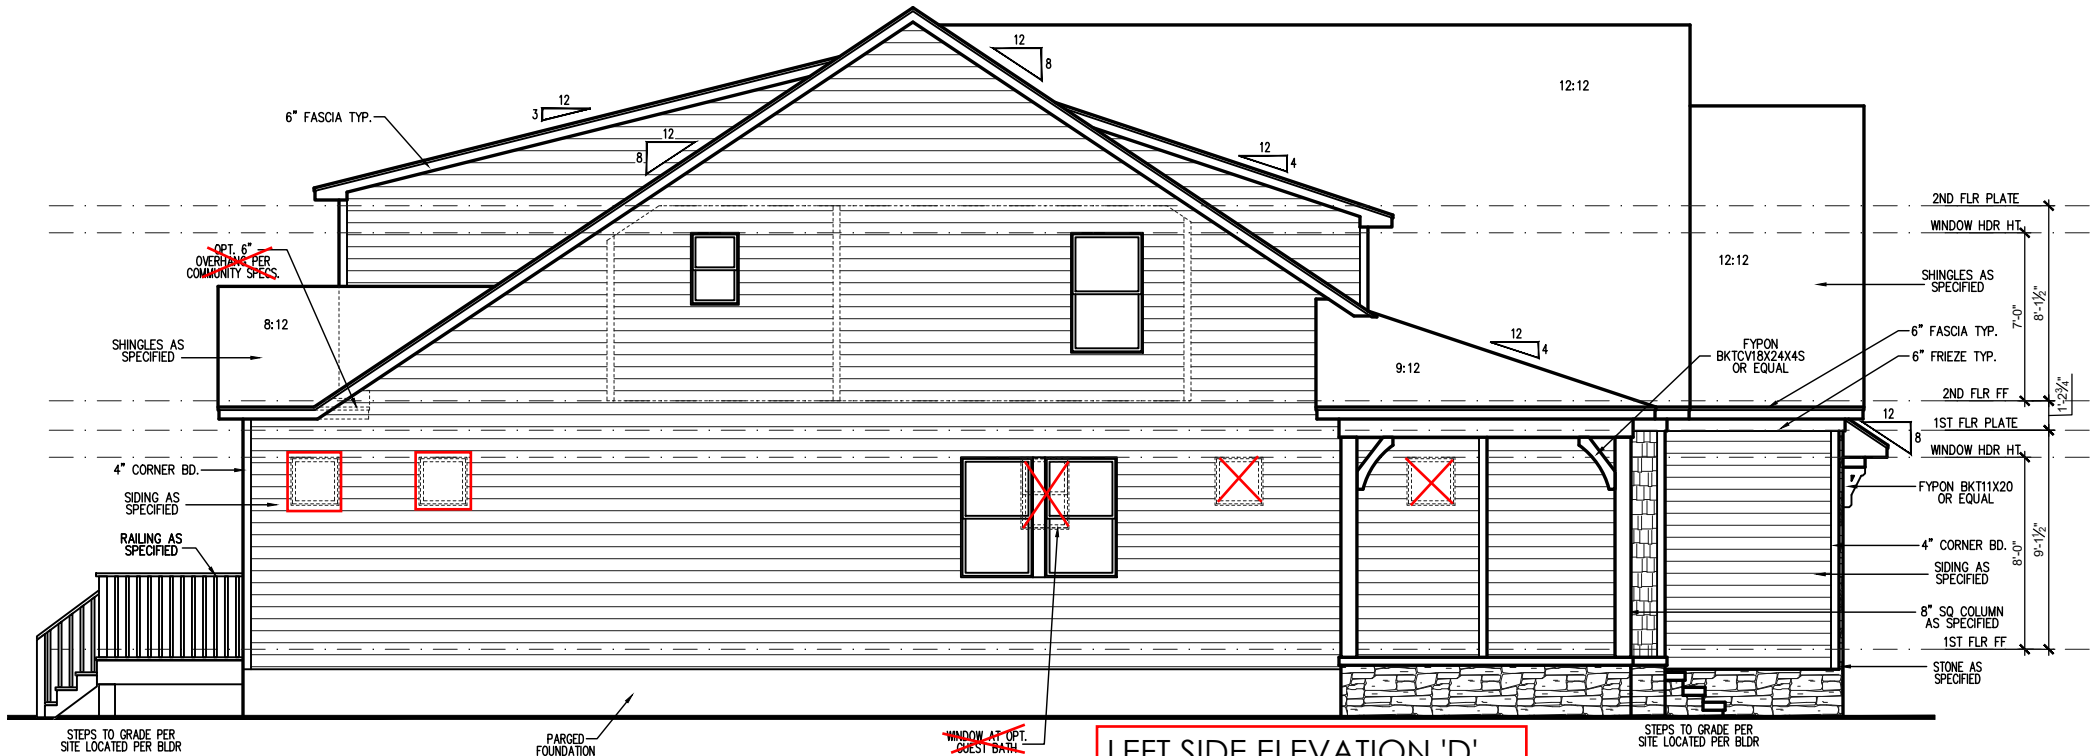 12
8
12:12
6" FASCIA TYP.
12
3
12
8
12
4
2ND FLR PLATE
WINDOW HDR HT.
OPT. 6"
OVERHANG PER
COMMUNITY SPECS.
12:12
SHINGLES AS
SPECIFIED
7'-0"
8'-1½"
8:12
SHINGLES AS
SPECIFIED
12
4
FYPON
BKTCV18X24X4S
OR EQUAL
6" FASCIA TYP.
6" FRIEZE TYP.
9:12
2ND FLR FF
1'-2¾"
12
8
1ST FLR PLATE
WINDOW HDR HT.
4" CORNER BD.
SIDING AS
SPECIFIED
FYPON BKT11X20
OR EQUAL
RAILING AS
SPECIFIED
4" CORNER BD.
8'-0"
9'-1½"
SIDING AS
SPECIFIED
8" SQ COLUMN
AS SPECIFIED
1ST FLR FF
STONE AS
SPECIFIED
STEPS TO GRADE PER
SITE LOCATED PER BLDR
PARGED
FOUNDATION
WINDOW AT OPT.
GUEST BATH
LEFT SIDE ELEVATION 'D'
STEPS TO GRADE PER
SITE LOCATED PER BLDR